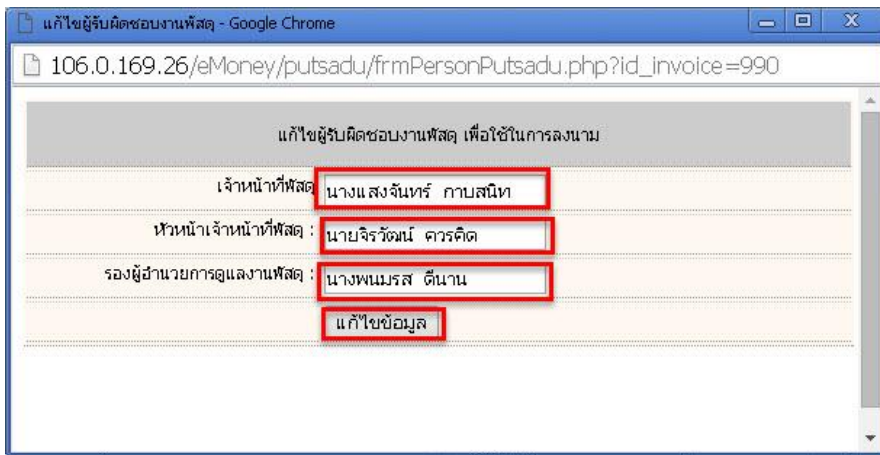 แก้ไขผู้รับผิดชอบงานพัสดุ - Google Chrome
106.0.169.26/eMoney/putsadu/frmPersonPutsadu.php?id_invoice=990
แก้ไขผู้รับผิดชอบงานพัสดุ เพื่อใช้ในการลงนาม
เจ้าหน้าที่พัสดุ นางแสงจันทร์ กาบสนิท
หัวหน้าเจ้าหน้าที่พัสดุ : นายจิรวัฒน์ ควรคิด
รองผู้อำนวยการดูแลงานพัสดุ : นางพนมรส ดีนาน
แก้ไขข้อมูล